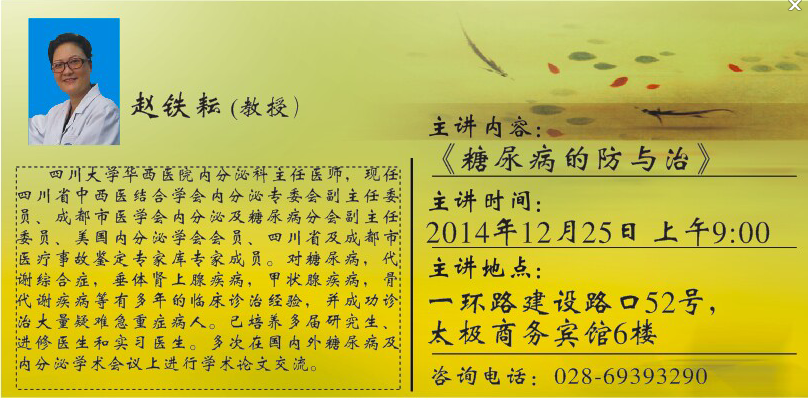 赵铁耘(教授)
四川大学华西医院内分泌科主任医师，现任
四川省中西医结合学会内分泌专委会副主任委
员、成都市医学会内分泌及糖尿病分会副主任
委员、美国内分泌学会会员、四川省及成都市
医疗事故鉴定专家库专家成员。对糖尿病，代
谢综合症，垂体肾上腺疾病，甲状腺疾病，骨
代谢疾病等有多年的临床诊治经验，并成功诊
治大量疑难急重症病人。已培养多届研究生、
进修医生和实习医生。多次在国内外糖尿病及
内分泌学术会议上进行学术论文交流。
主讲内容：
《糖尿病的防与治》
主讲时间：
2014年12月25日 上午9:00
主讲地点：
一环路建设路口52号，
太极商务宾馆6楼
咨询电话：028-69393290